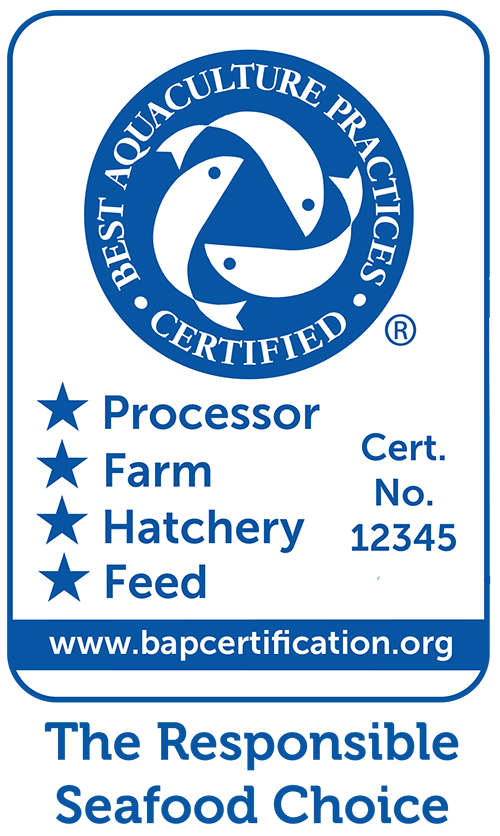 BEST AQUACULTURE PRACTICES
• CERTIFIED •
®
★ Processor
★ Farm
★ Hatchery
★ Feed
Cert.
No.
12345
www.bapcertification.org
The Responsible
Seafood Choice